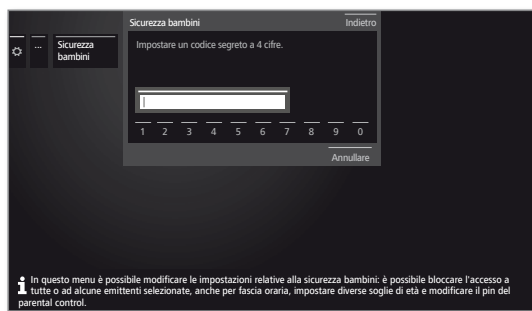 Sicurezza bambini
Indietro
...
Sicurezza
bambini
Impostare un codice segreto a 4 cifre.
1 2 3 4 5 6 7 8 9 0
Annullare
In questo menu è possibile modificare le impostazioni relative alla sicurezza bambini: è possibile bloccare l'accesso a
tutte o ad alcune emittenti selezionate, anche per fascia oraria, impostare diverse soglie di età e modificare il pin del
parental control.